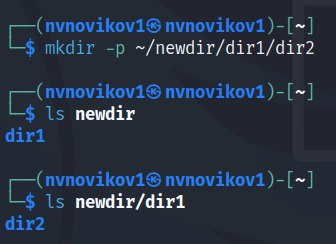 ┌──(nvnovikov1㉿nvnovikov1)-[~]
└─$ mkdir -p ~/newdir/dir1/dir2
┌──(nvnovikov1㉿nvnovikov1)-[~]
└─$ ls newdir
dir1
┌──(nvnovikov1㉿nvnovikov1)-[~]
└─$ ls newdir/dir1
dir2